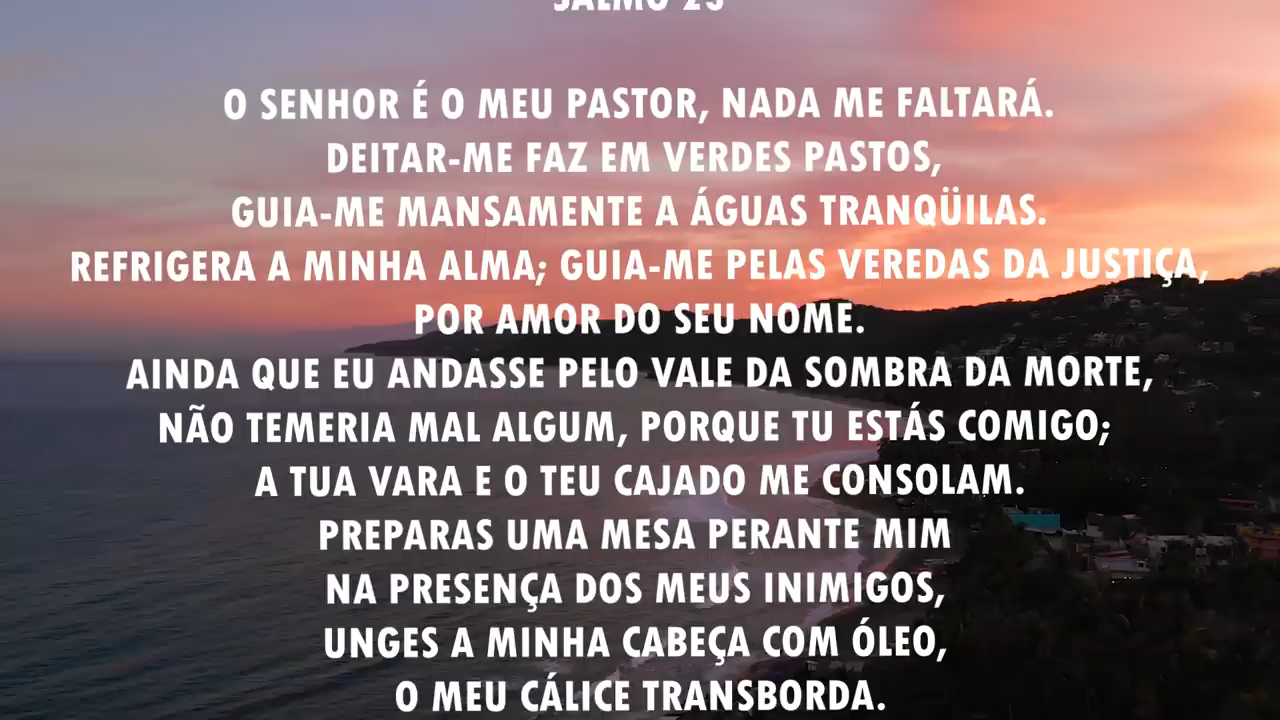 SALMO 23
O SENHOR É O MEU PASTOR, NADA ME FALTARÁ.
DEITAR-ME FAZ EM VERDES PASTOS,
GUIA-ME MANSAMENTE A ÁGUAS TRANQÜILAS.
REFRIGERA A MINHA ALMA; GUIA-ME PELAS VEREDAS DA JUSTIÇA,
POR AMOR DO SEU NOME.
AINDA QUE EU ANDASSE PELO VALE DA SOMBRA DA MORTE,
NÃO TEMERIA MAL ALGUM, PORQUE TU ESTÁS COMIGO;
A TUA VARA E O TEU CAJADO ME CONSOLAM.
PREPARAS UMA MESA PERANTE MIM
NA PRESENÇA DOS MEUS INIMIGOS,
UNGES A MINHA CABEÇA COM ÓLEO,
O MEU CÁLICE TRANSBORDA.